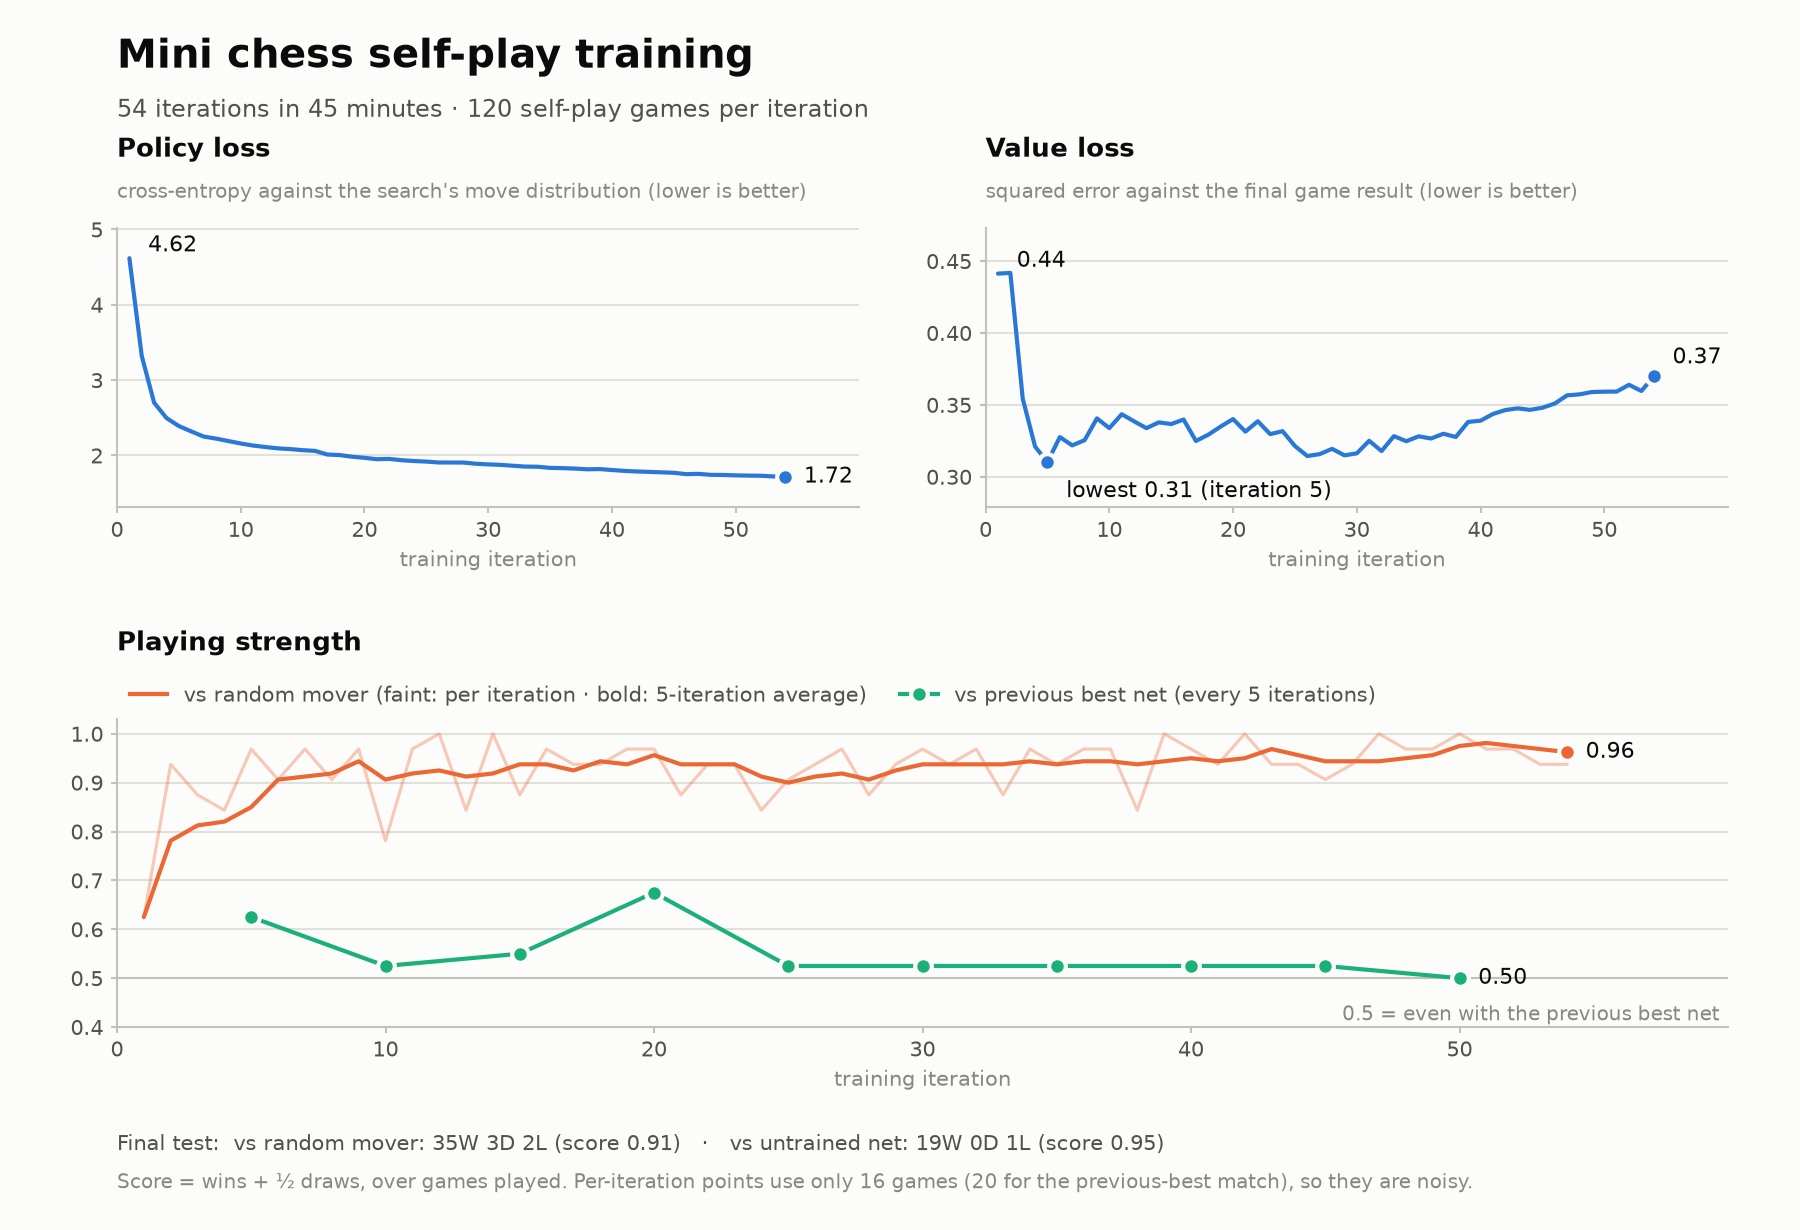 Mini chess self-play training
54 iterations in 45 minutes · 120 self-play games per iteration
Policy loss
cross-entropy against the search's move distribution (lower is better)
5
4
3
2
4.62
1.72
0 10 20 30 40 50
training iteration
Value loss
squared error against the final game result (lower is better)
0.45
0.40
0.35
0.30
0.44
0.37
lowest 0.31 (iteration 5)
0 10 20 30 40 50
training iteration
Playing strength
vs random mover (faint: per iteration · bold: 5-iteration average)
vs previous best net (every 5 iterations)
1.0
0.9
0.8
0.7
0.6
0.5
0.4
0.96
0.50
0.5 = even with the previous best net
0 10 20 30 40 50
training iteration
Final test:  vs random mover: 35W 3D 2L (score 0.91)   ·   vs untrained net: 19W 0D 1L (score 0.95)
Score = wins + ½ draws, over games played. Per-iteration points use only 16 games (20 for the previous-best match), so they are noisy.